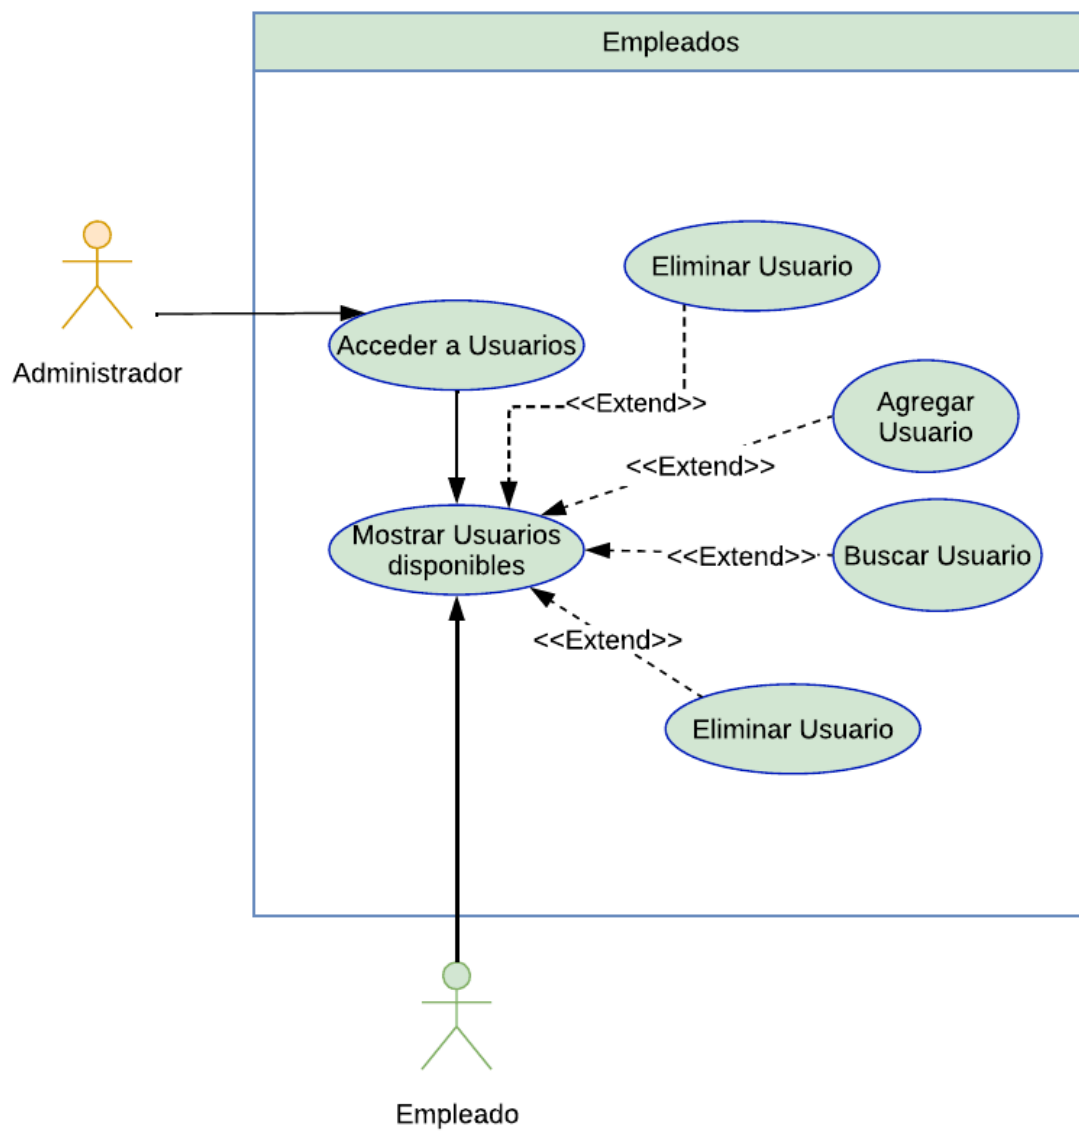 Empleados
Eliminar Usuario
Administrador
Acceder a Usuarios
<<Extend>>
Agregar
Usuario
<<Extend>>
Mostrar Usuarios
disponibles
<<Extend>>
Buscar Usuario
<<Extend>>
Eliminar Usuario
Empleado